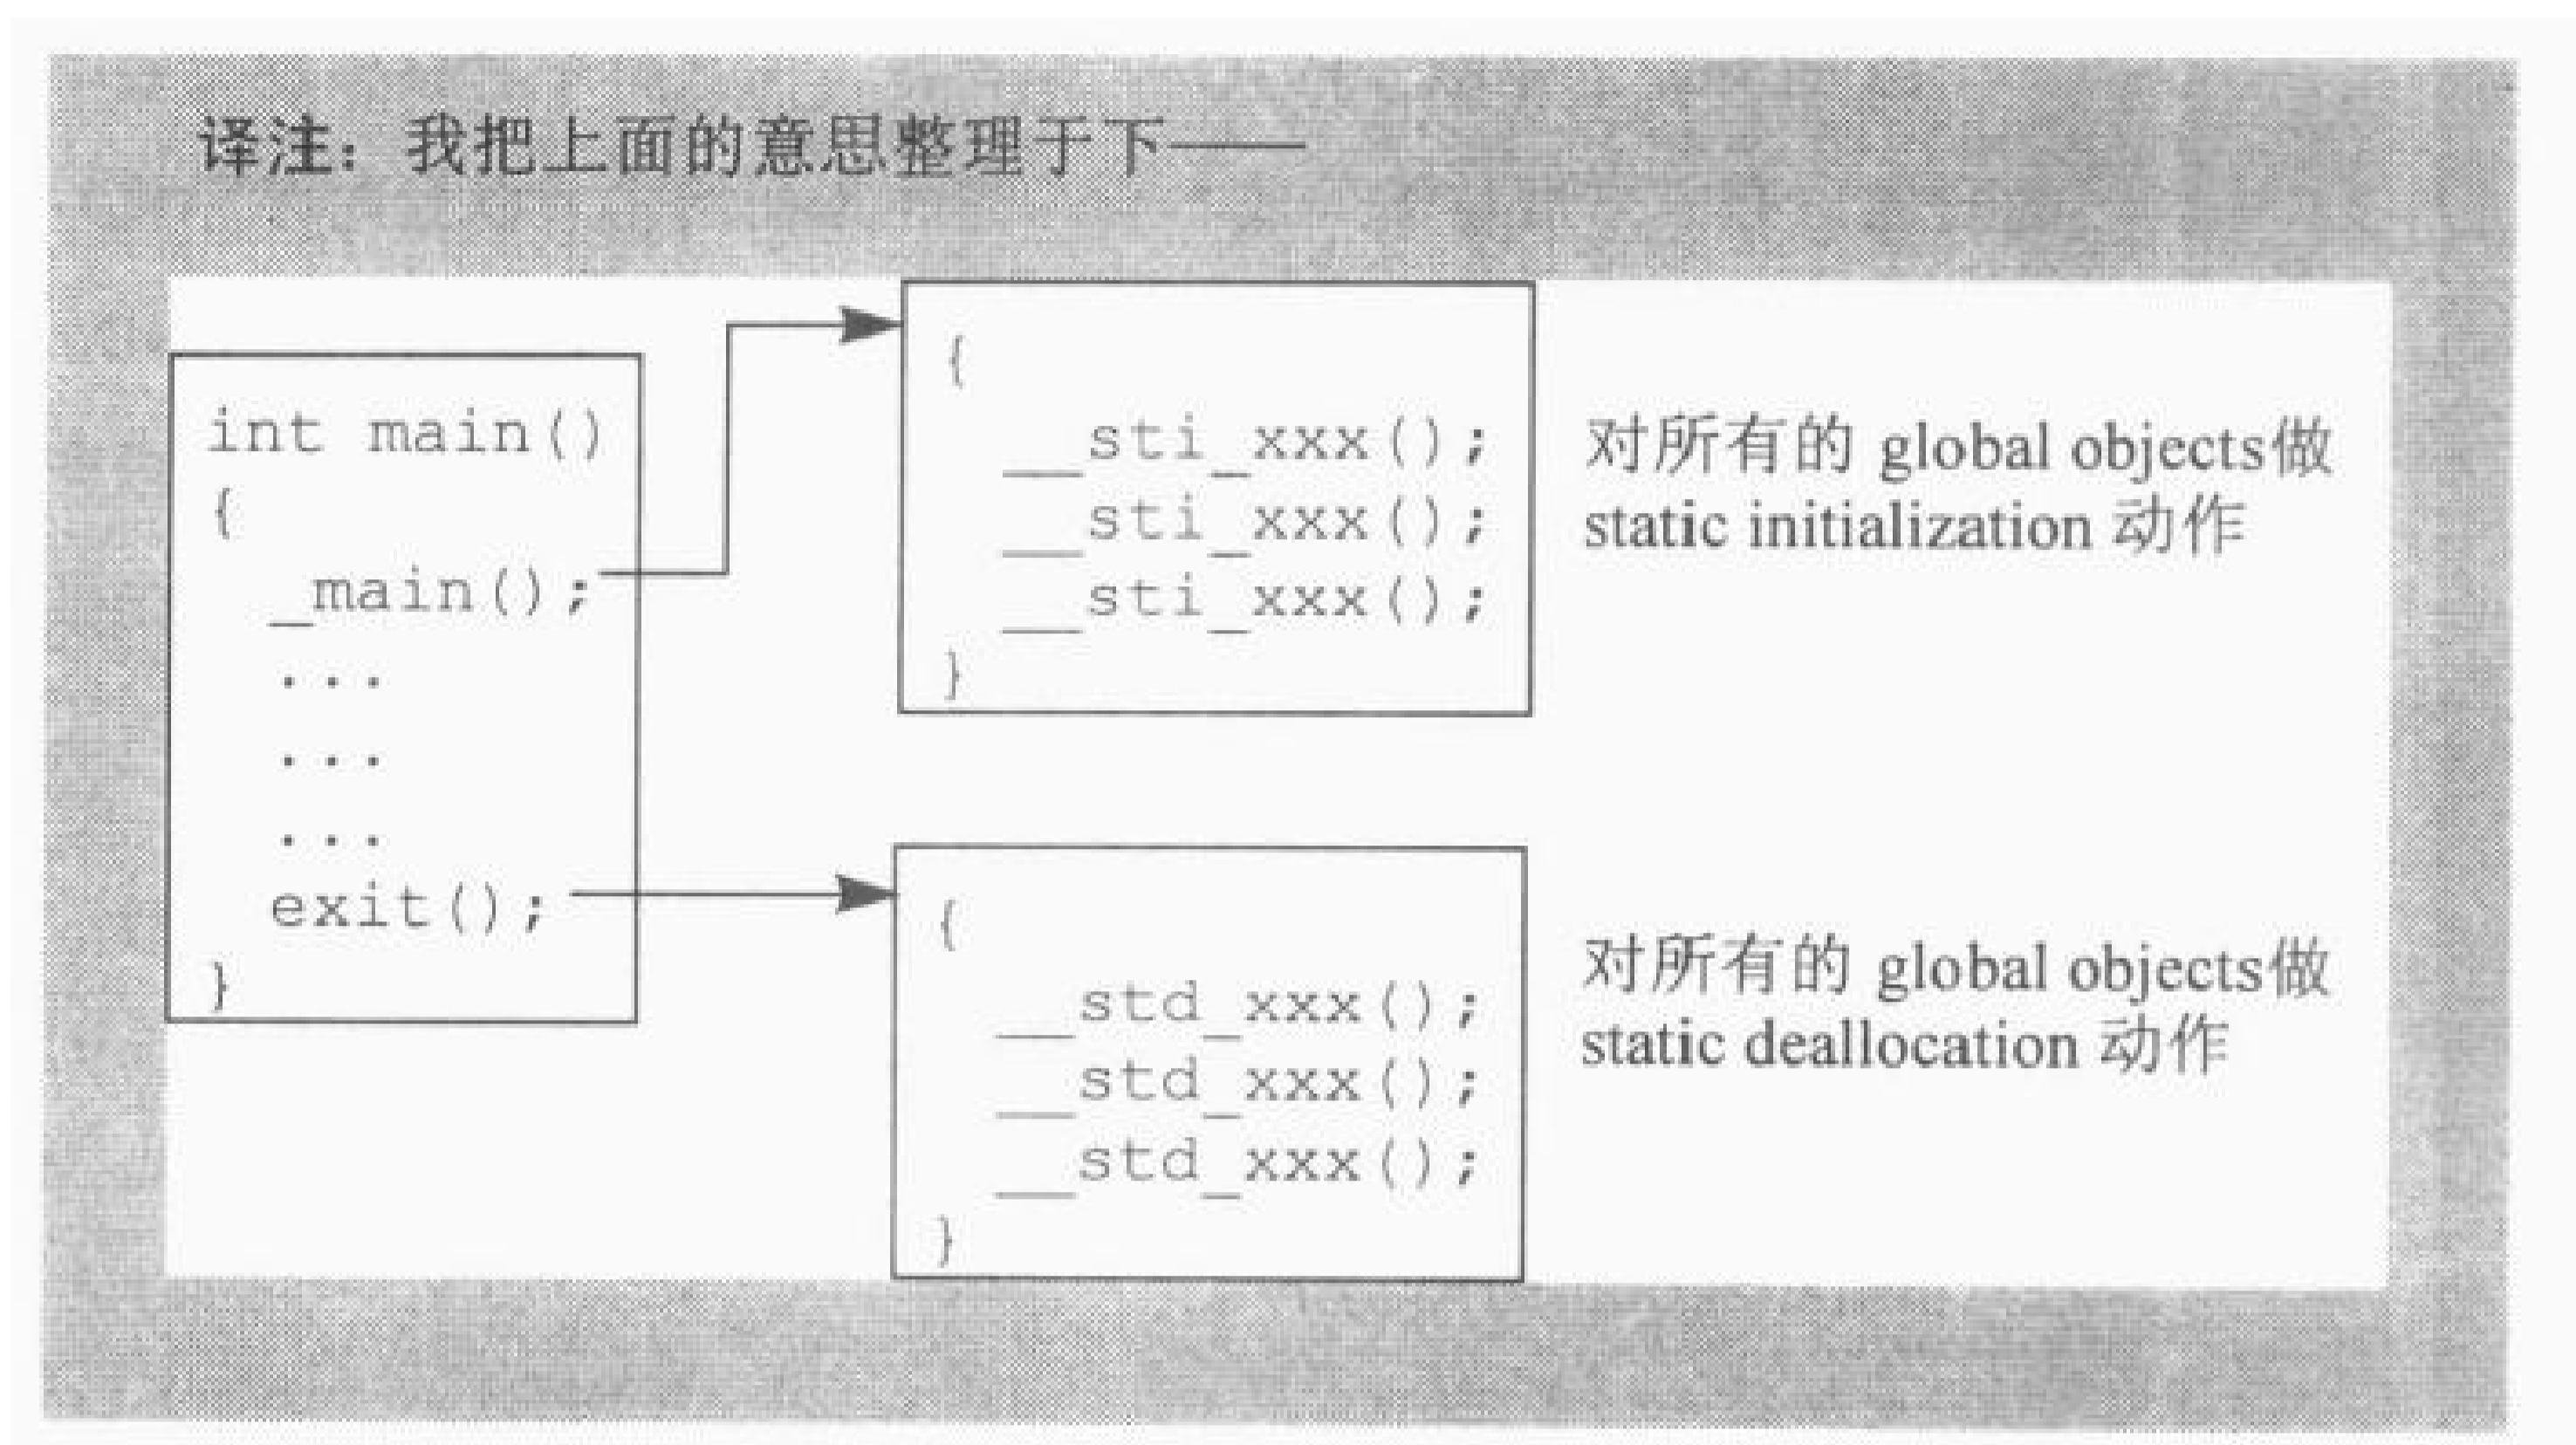 译注：我把上面的意思整理于下——
int main()
{
_main();
...
...
...
exit();
}
{
__sti_xxx();
__sti_xxx();
__sti_xxx();
}
对所有的 global objects做
static initialization 动作
{
__std_xxx();
__std_xxx();
__std_xxx();
}
对所有的 global objects做
static deallocation 动作